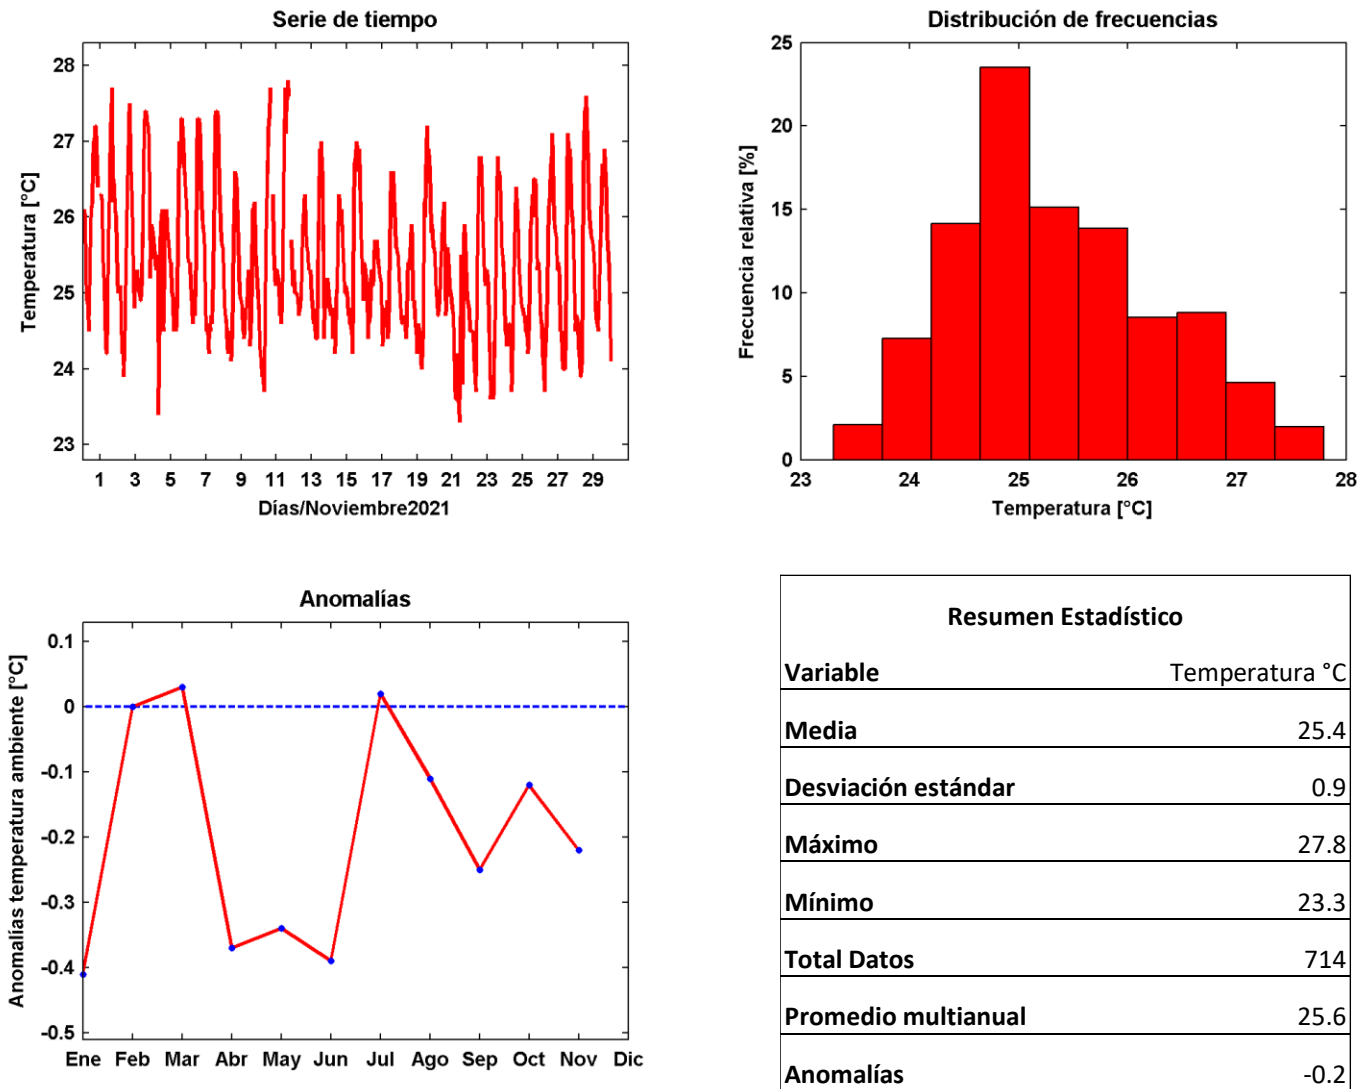 Serie de tiempo
Temperatura [°C]
28
27
26
25
24
23
1 3 5 7 9 11 13 15 17 19 21 23 25 27 29
Días/Noviembre2021
Distribución de frecuencias
Frecuencia relativa [%]
25
20
15
10
5
0
23 24 25 26 27 28
Temperatura [°C]
Anomalías
Anomalías temperatura ambiente [°C]
0.1
0
-0.1
-0.2
-0.3
-0.4
-0.5
Ene Feb Mar Abr May Jun Jul Ago Sep Oct Nov Dic
Resumen Estadístico
Variable Temperatura °C
Media 25.4
Desviación estándar 0.9
Máximo 27.8
Mínimo 23.3
Total Datos 714
Promedio multianual 25.6
Anomalías -0.2